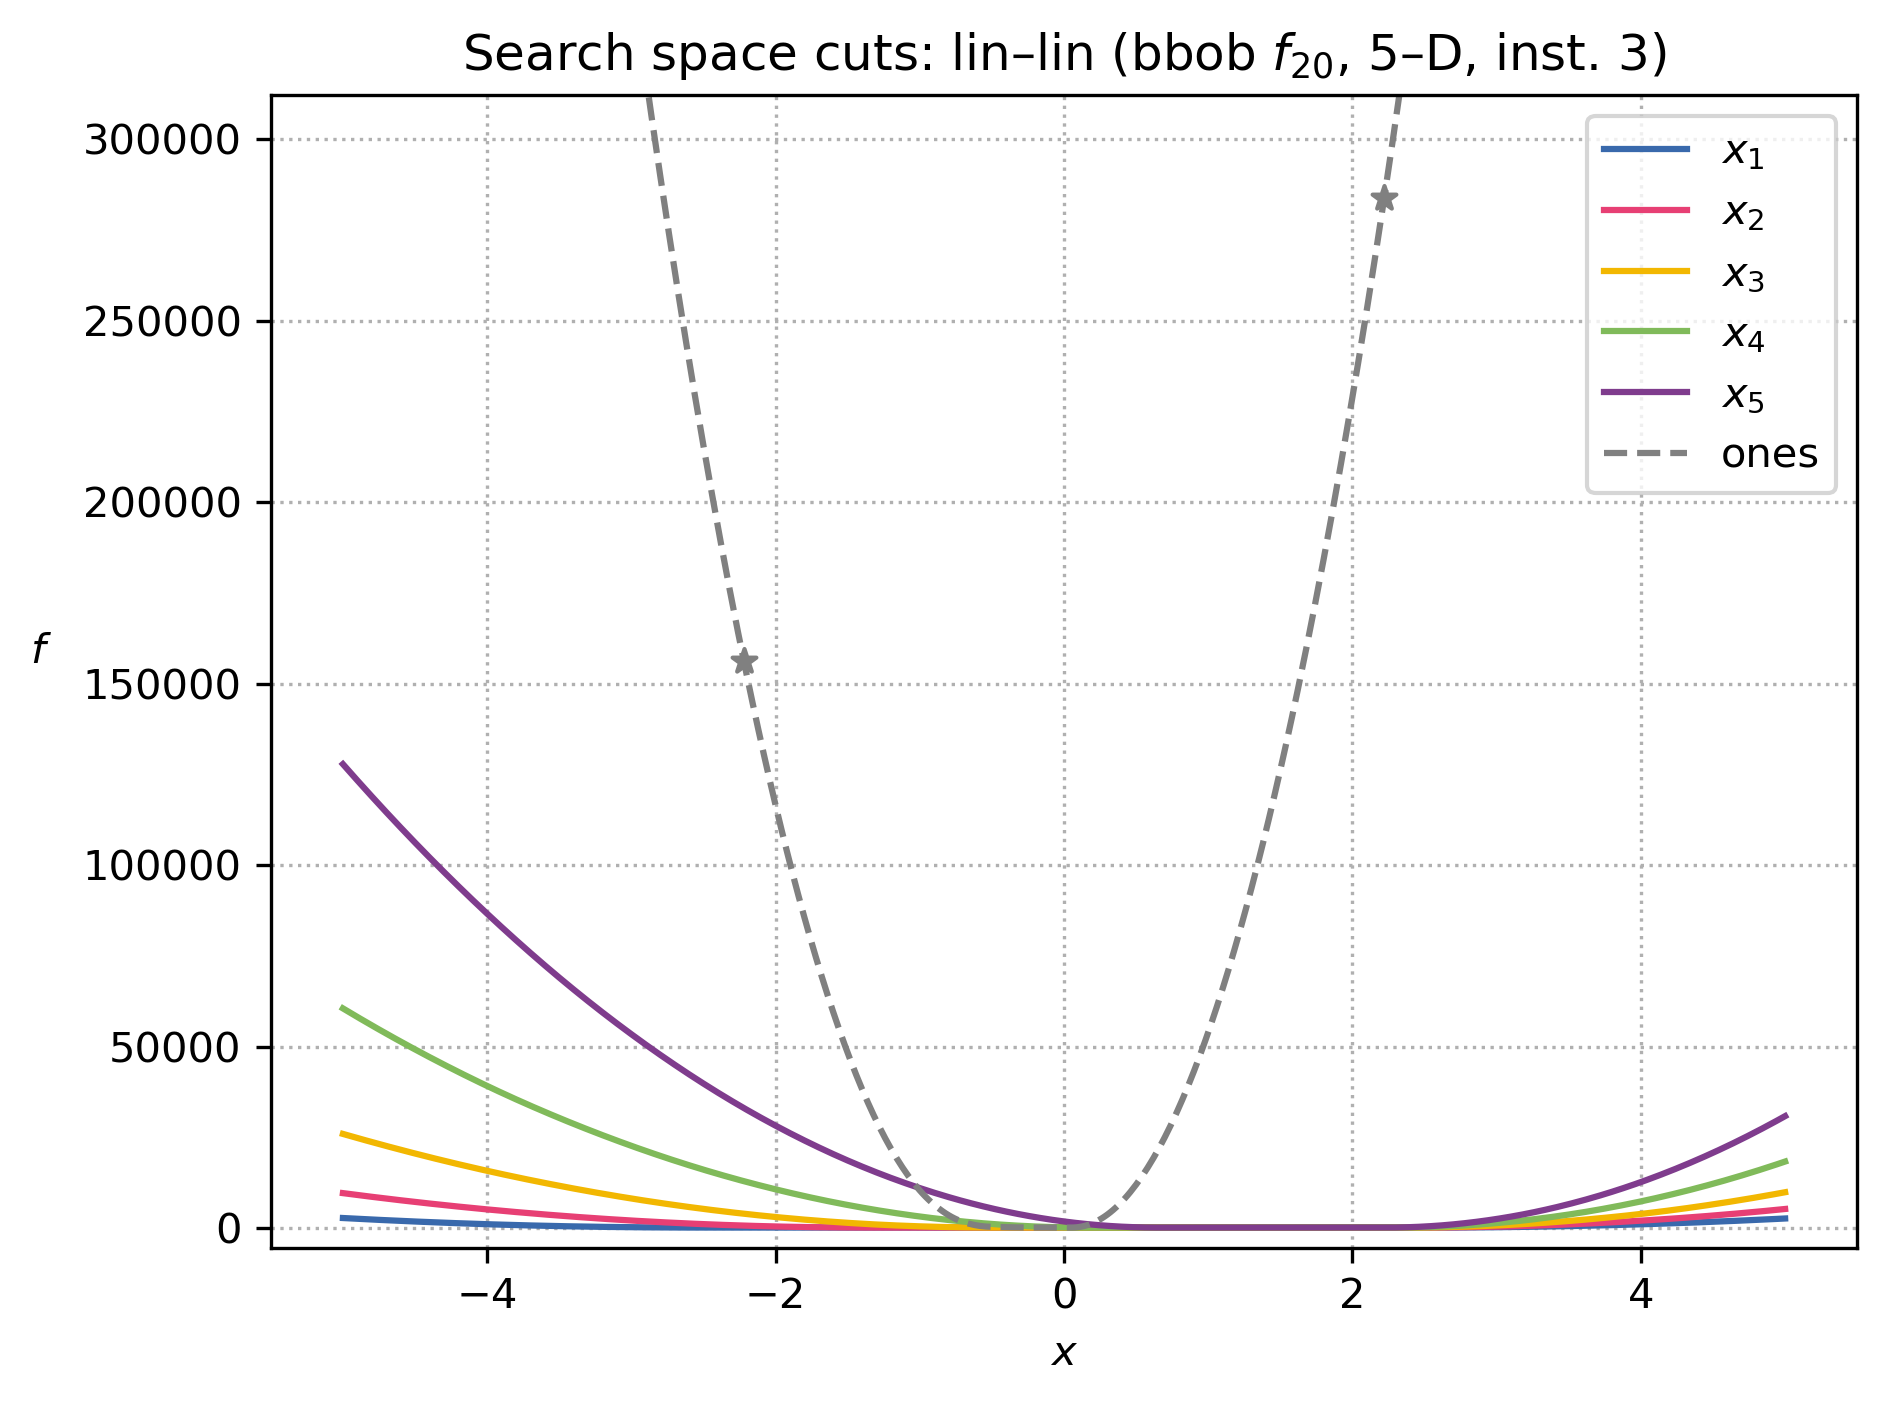 Search space cuts: lin–lin (bbob f20, 5–D, inst. 3)
300000
250000
200000
150000
100000
50000
0
f
−4
−2
0
2
4
x
x1
x2
x3
x4
x5
ones